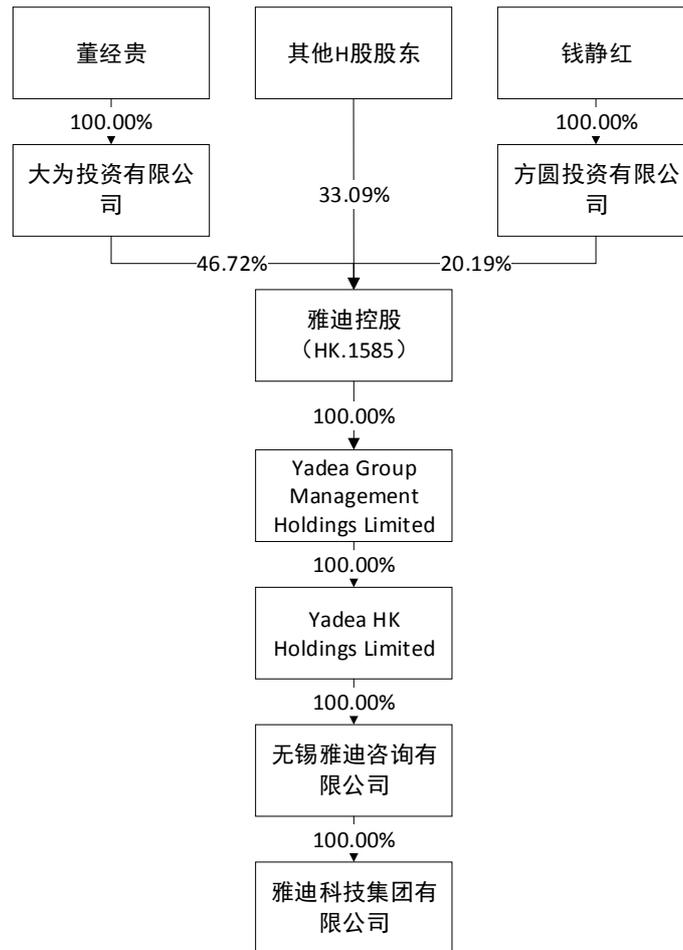 董经贵
其他H股股东
钱静红
100.00%
100.00%
大为投资有限公
司
方圆投资有限公
司
33.09%
46.72%
20.19%
雅迪控股
（HK.1585）
100.00%
Yadea Group
Management
Holdings Limited
100.00%
Yadea HK
Holdings Limited
100.00%
无锡雅迪咨询有
限公司
100.00%
雅迪科技集团有
限公司